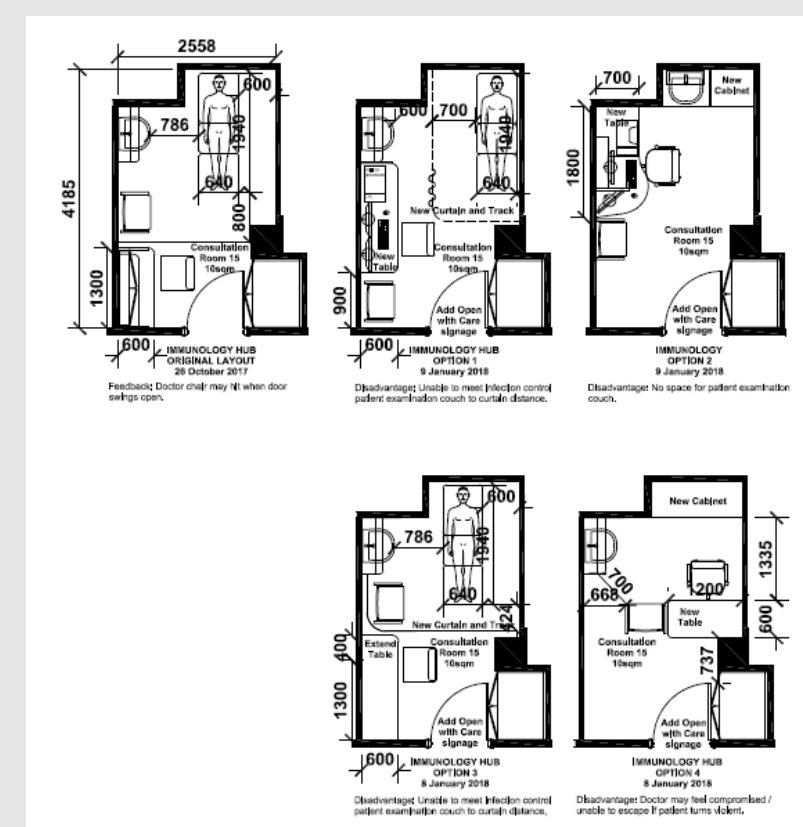 2558
600
786
1940
640
800
4185
1300
Consultation
Room 15
10sqm
600
IMMUNOLOGY HUB
ORIGINAL LAYOUT
26 October 2017
Feedback: Doctor chair may hit when door
swings open.
600
700
1940
640
New Curtain and Track
New
Table
Consultation
Room 15
10sqm
900
Add Open
with Care
signage
600
IMMUNOLOGY HUB
OPTION 1
9 January 2018
Disadvantage: Unable to meet infection control
patient examination couch to curtain distance.
700
New
Cabinet
New
Table
1800
Consultation
Room 15
10sqm
Add Open
with Care
signage
IMMUNOLOGY
OPTION 2
9 January 2018
Disadvantage: No space for patient examination
couch.
600
786
1940
640
424
New Curtain and Track
400
Extend
Table
Consultation
Room 15
10sqm
1300
Add Open
with Care
signage
600
IMMUNOLOGY HUB
OPTION 3
8 January 2018
Disadvantage: Unable to meet infection control
patient examination couch to curtain distance,
New Cabinet
1335
700
668
1200
New
Table
600
Consultation
Room 15
10sqm
737
Add Open
with Care
signage
IMMUNOLOGY HUB
OPTION 4
8 January 2018
Disadvantage: Doctor may feel compromised /
unable to escape if patient turns violent.